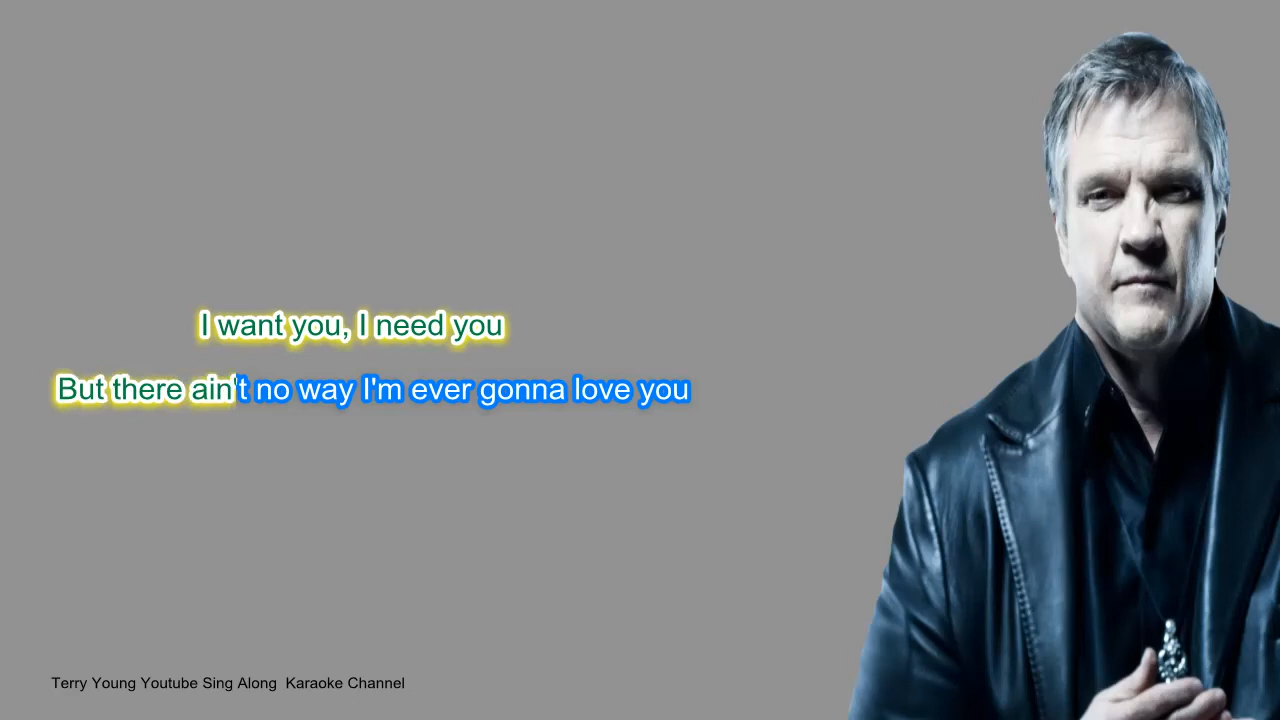 I want you, I need you
But there ain't no way I'm ever gonna love you
Terry Young Youtube Sing Along  Karaoke Channel